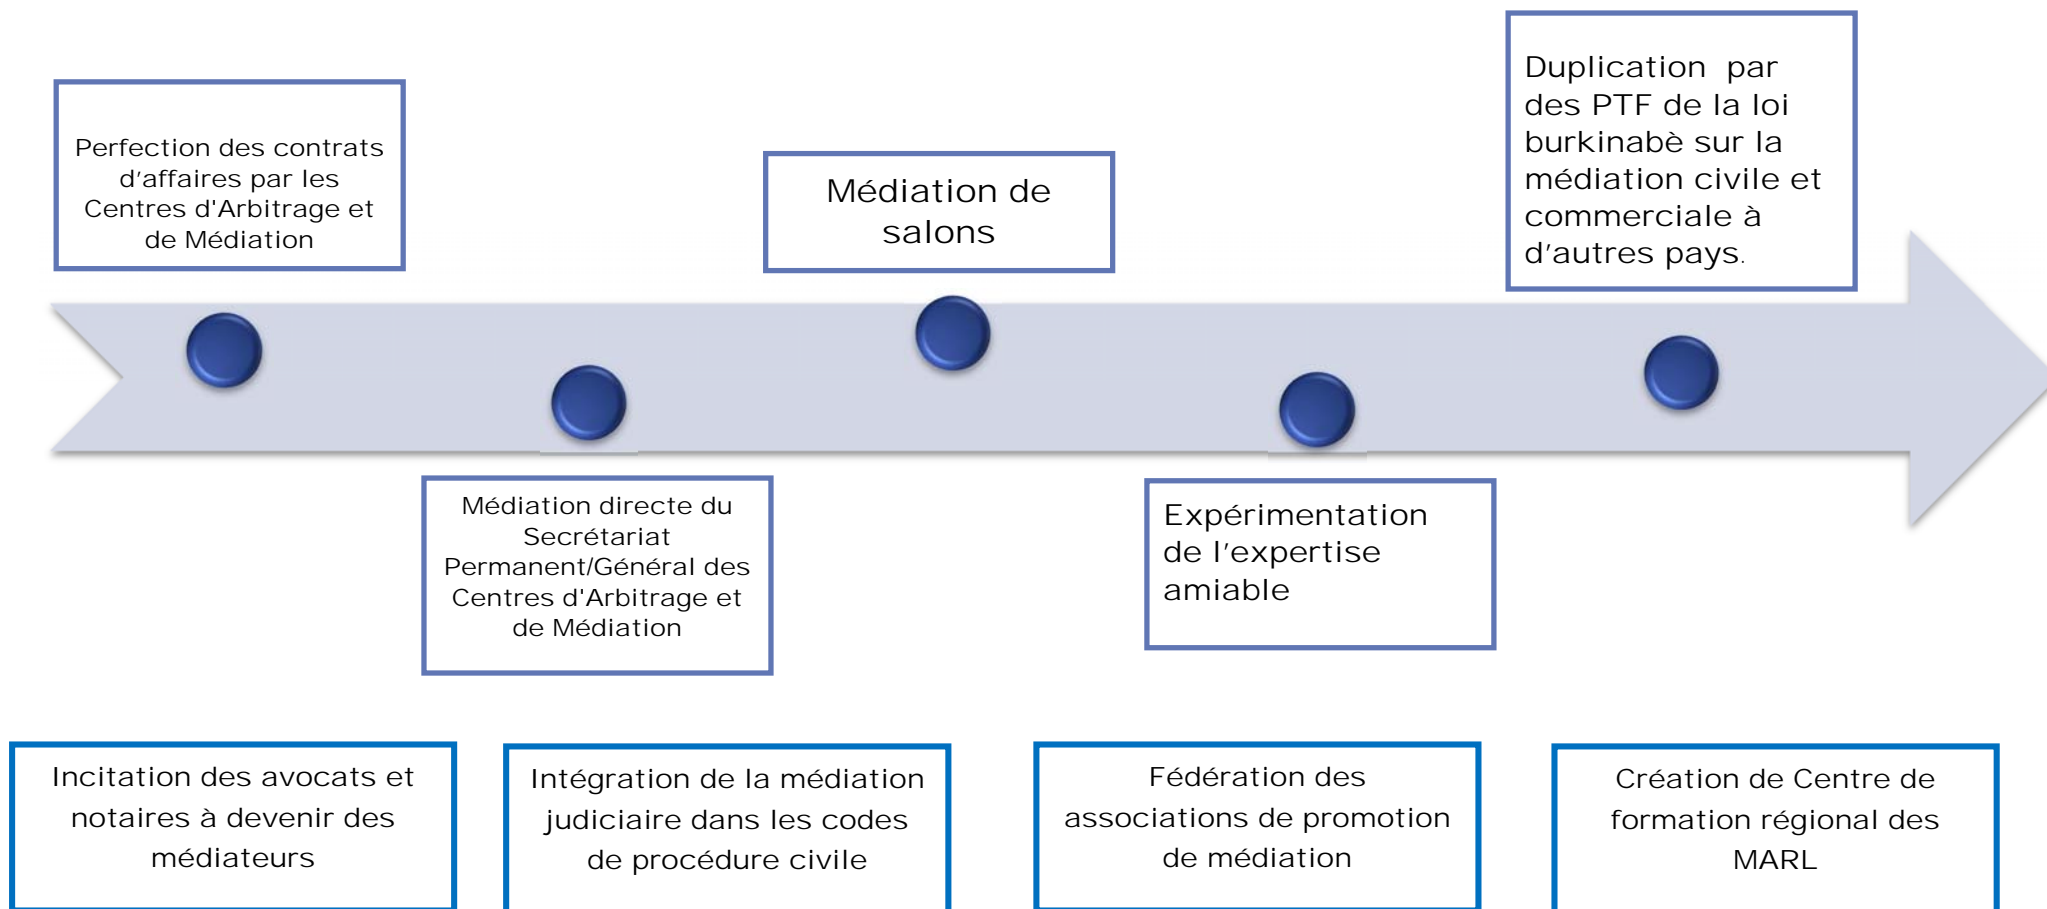 Perfection des contrats
d’affaires par les
Centres d'Arbitrage et
de Médiation
Médiation directe du
Secrétariat
Permanent/Général des
Centres d'Arbitrage et
de Médiation
Médiation de
salons
Expérimentation
de l’expertise
amiable
Duplication par
des PTF de la loi
burkinabè sur la
médiation civile et
commerciale à
d'autres pays.
Incitation des avocats et
notaires à devenir des
médiateurs
Intégration de la médiation
judiciaire dans les codes
de procédure civile
Fédération des
associations de promotion
de médiation
Création de Centre de
formation régional des
MARL